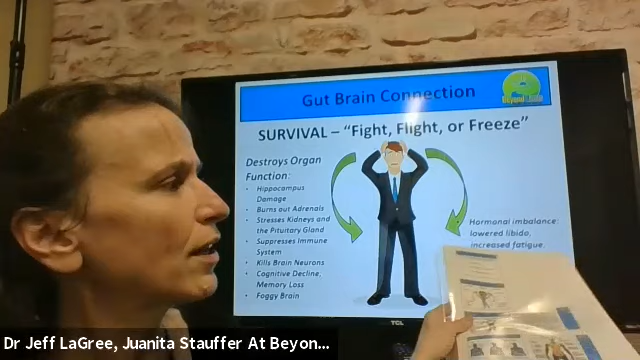 Gut Brain Connection
SURVIVAL – “Fight, Flight, or Freeze”
Destroys Organ
Function:
• Hippocampus
Damage
• Burns out Adrenals
• Stresses Kidneys and
the Pituitary Gland
• Suppresses Immune
System
• Kills Brain Neurons
• Cognitive Decline,
Memory Loss
• Foggy Brain
Hormonal imbalance:
lowered libido,
increased fatigue,
TCL
Dr Jeff LaGree, Juanita Stauffer At Beyon...